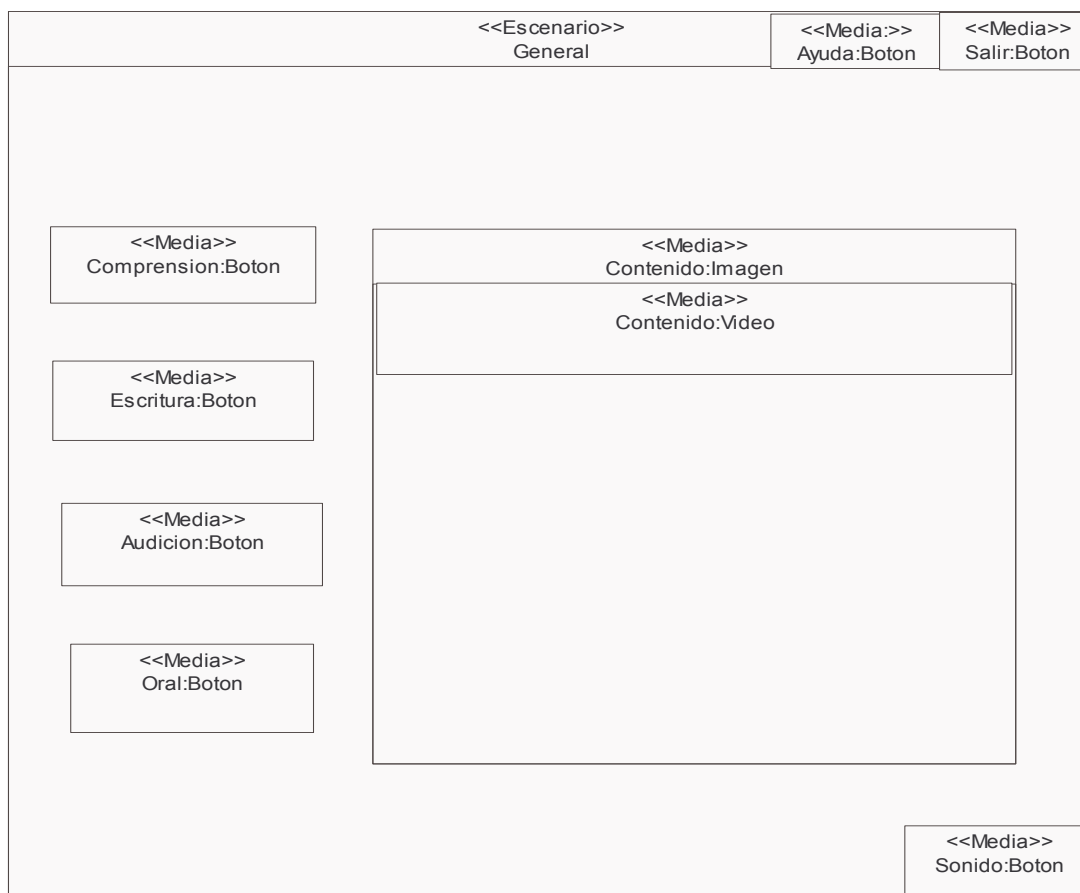 <<Escenario>>
General
<<Media:>>
Ayuda:Boton
<<Media>>
Salir:Boton
<<Media>>
Comprension:Boton
<<Media>>
Contenido:Imagen
<<Media>>
Contenido:Video
<<Media>>
Escritura:Boton
<<Media>>
Audicion:Boton
<<Media>>
Oral:Boton
<<Media>>
Sonido:Boton